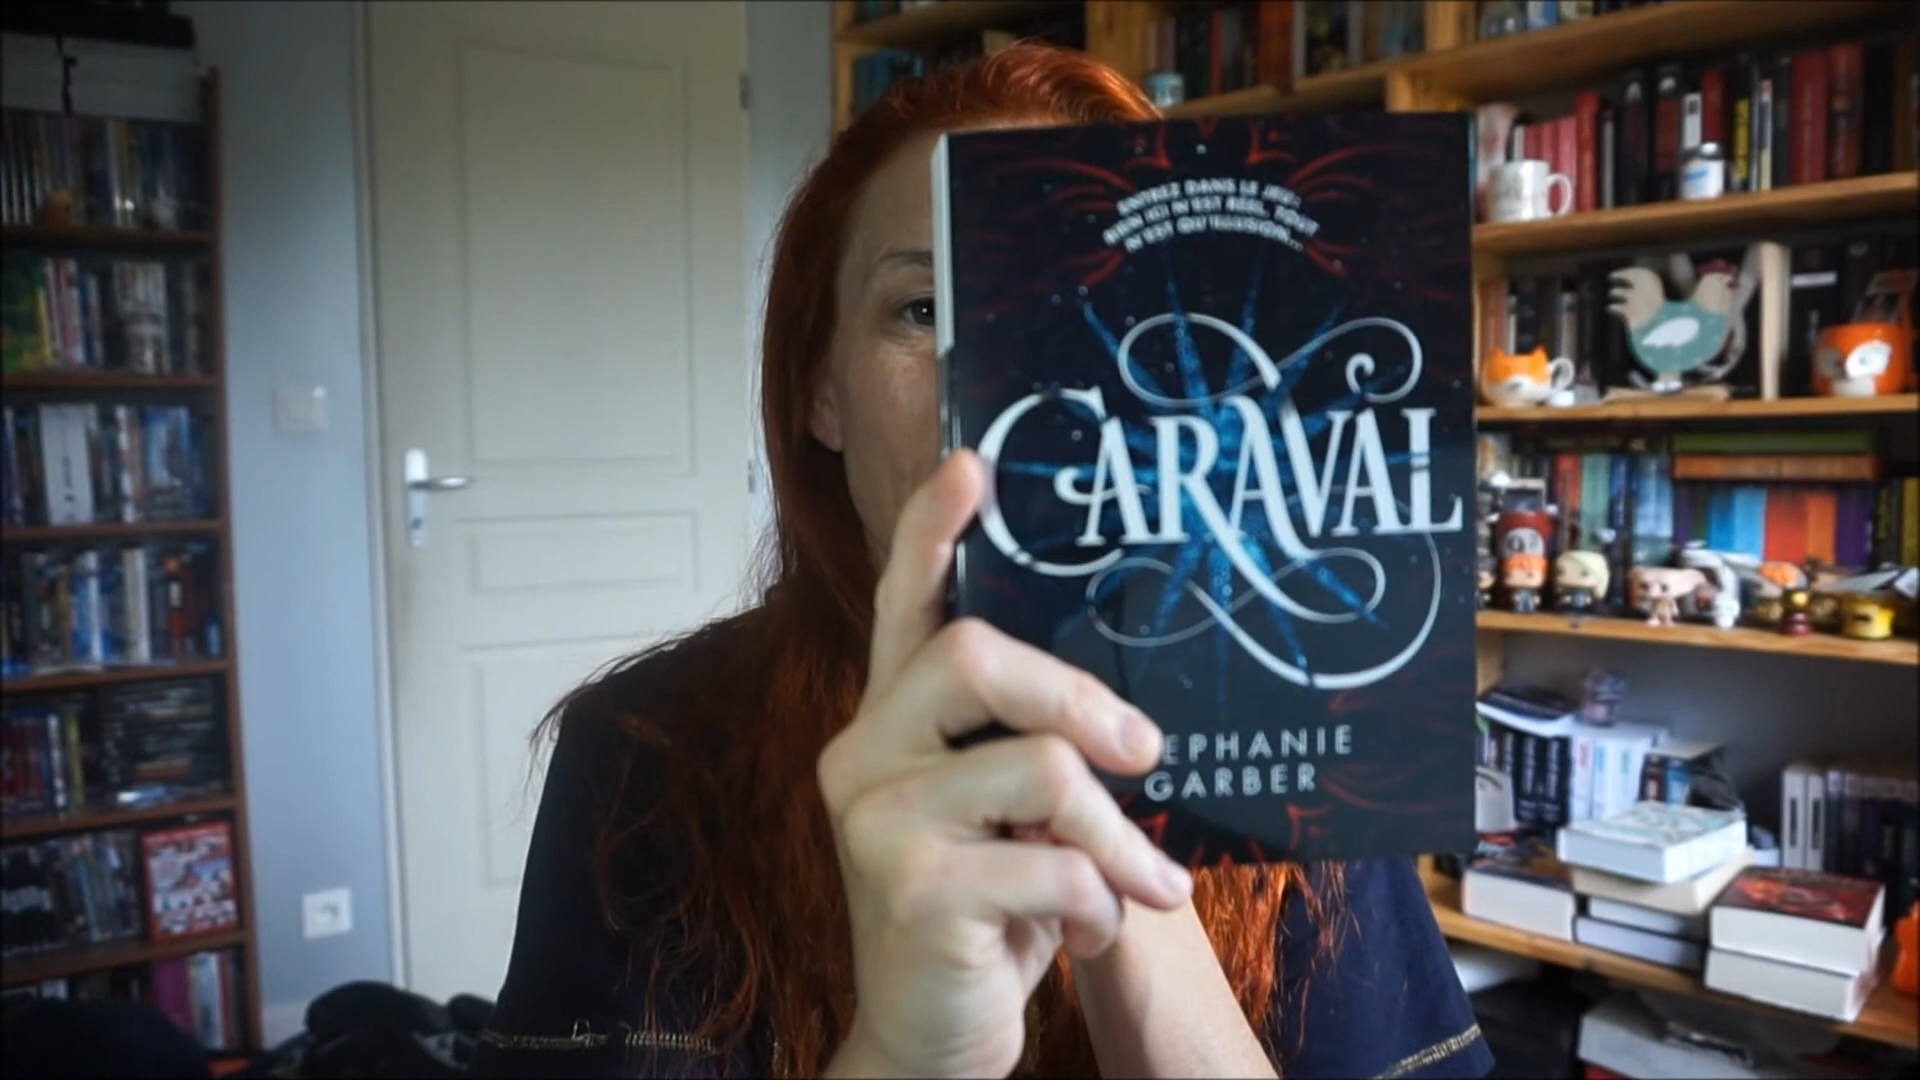 ENTREZ DANS LE JEU :
RIEN ICI N'EST RÉEL, TOUT
N'EST QU'ILLUSION...
CARAVAL
EPHANIE
GARBER